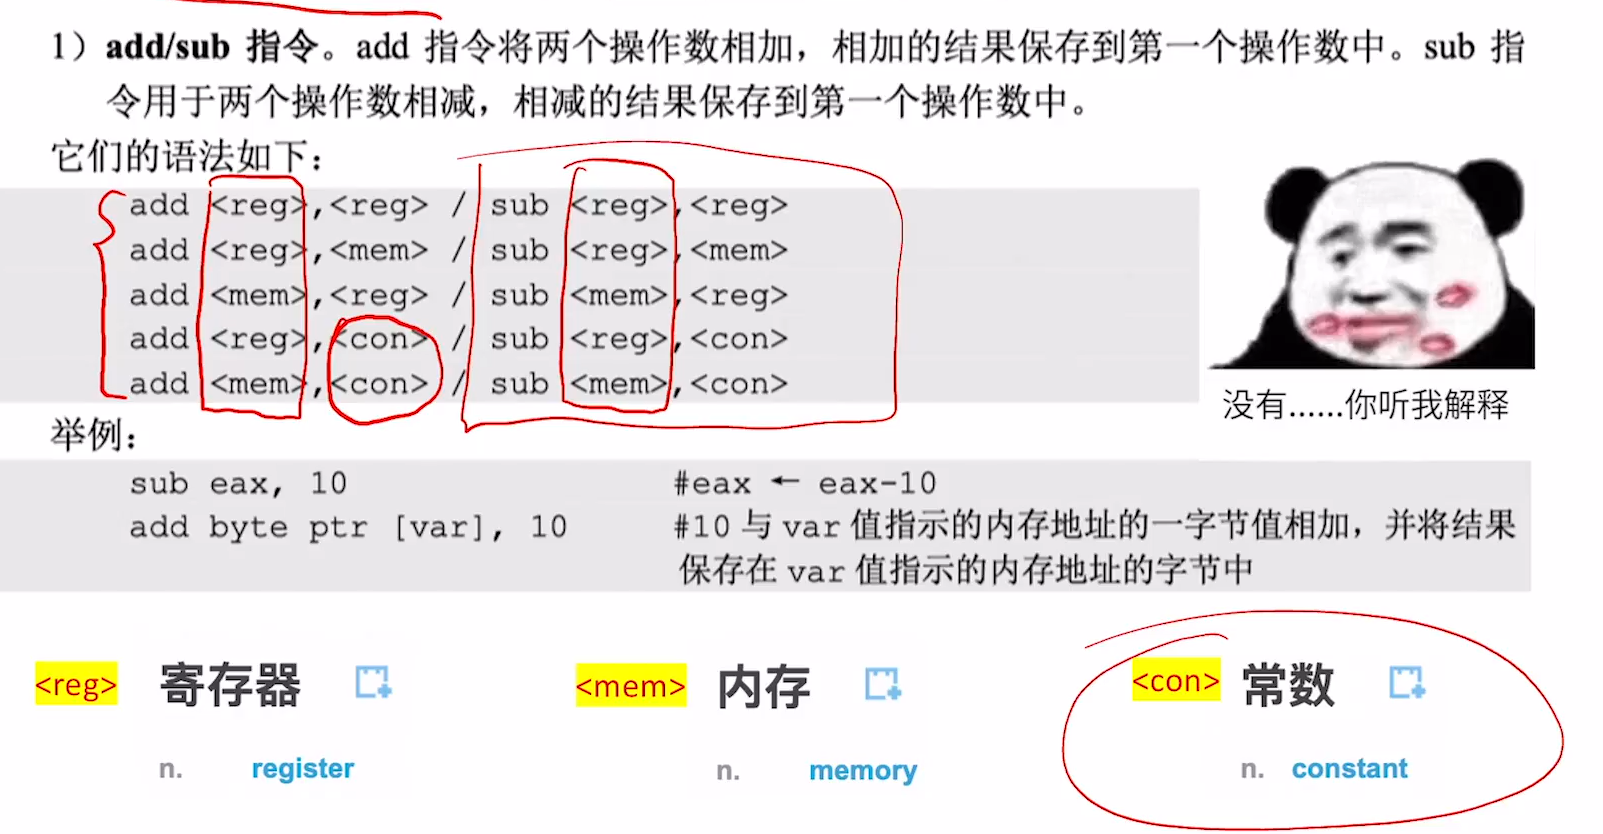 1）add/sub 指令。add 指令将两个操作数相加，相加的结果保存到第一个操作数中。sub 指
令用于两个操作数相减，相减的结果保存到第一个操作数中。
它们的语法如下：
add <reg>,<reg> / sub <reg>,<reg>
add <reg>,<mem> / sub <reg>,<mem>
add <mem>,<reg> / sub <mem>,<reg>
add <reg>,<con> / sub <reg>,<con>
add <mem>,<con> / sub <mem>,<con>
没有......你听我解释
举例：
sub eax, 10 #eax ← eax-10
add byte ptr [var], 10 #10 与 var 值指示的内存地址的一字节值相加，并将结果
保存在 var 值指示的内存地址的字节中
<reg> 寄存器 <mem> 内存 <con> 常数
n. register n. memory n. constant